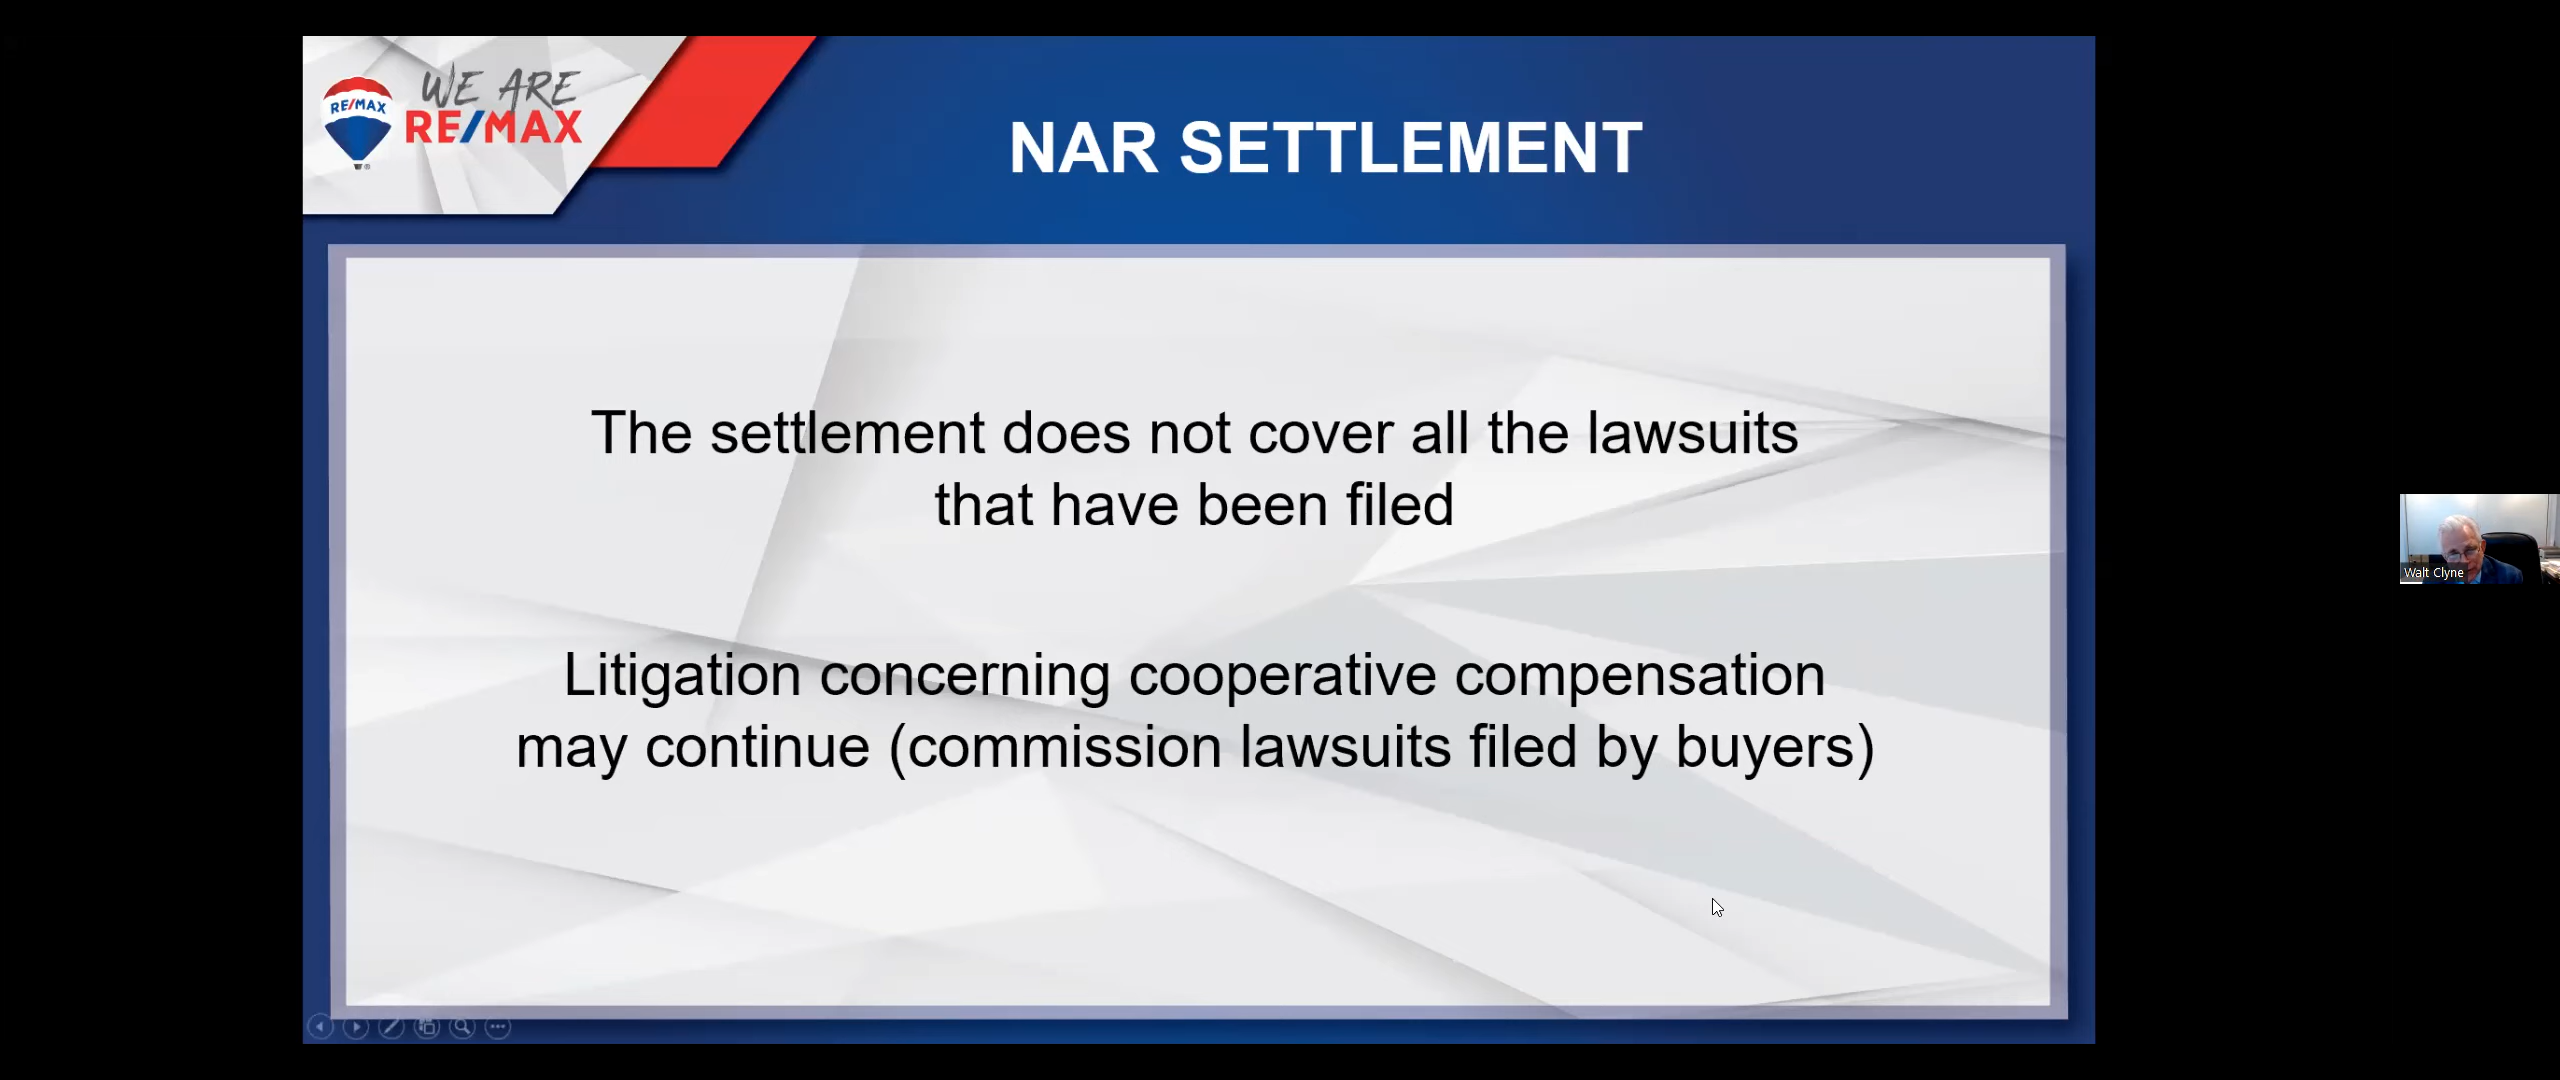 WE ARE
RE/MAX
RE/MAX
NAR SETTLEMENT
The settlement does not cover all the lawsuits
that have been filed
Litigation concerning cooperative compensation
may continue (commission lawsuits filed by buyers)
Walt Clyne